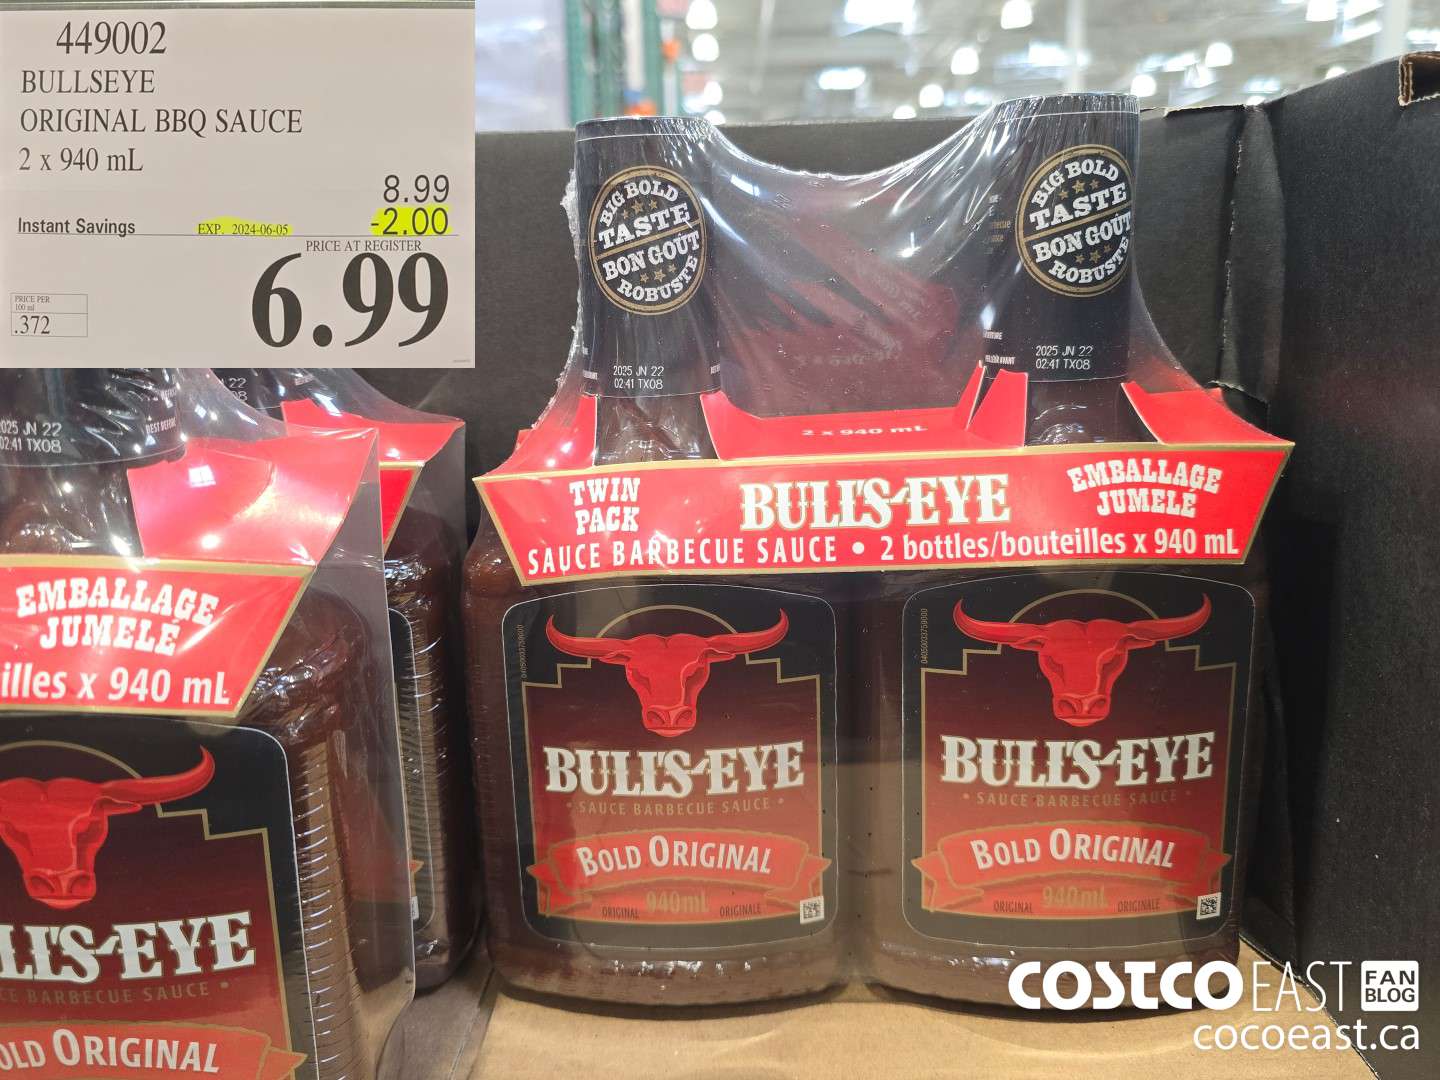 449002
BULLSEYE
ORIGINAL BBQ SAUCE
2 x 940 mL
8.99
Instant Savings EXP. 2024-06-05 -2.00
PRICE AT REGISTER
6.99
PRICE PER
100 ml
.372
BIG BOLD
TASTE
BON GOÛT
ROBUSTE
2025 JN 22
02:41 TX08
BIG BOLD
TASTE
BON GOÛT
ROBUSTE
2025 JN 22
02:41 TX08
2 x 940 mL
TWIN
PACK
BULL'S-EYE
EMBALLAGE
JUMELÉ
SAUCE BARBECUE SAUCE • 2 bottles/bouteilles x 940 mL
BULL'S-EYE
• SAUCE BARBECUE SAUCE •
BOLD ORIGINAL
940mL
ORIGINAL ORIGINALE
BULL'S-EYE
• SAUCE BARBECUE SAUCE •
BOLD ORIGINAL
940mL
ORIGINAL ORIGINALE
025 JN 22
02:41 TX08
22
08
EMBALLAGE
JUMELÉ
illes x 940 mL
LL'S-EYE
CE BARBECUE SAUCE •
OLD ORIGINAL
COSTCO EAST FAN
BLOG
cocoeast.ca